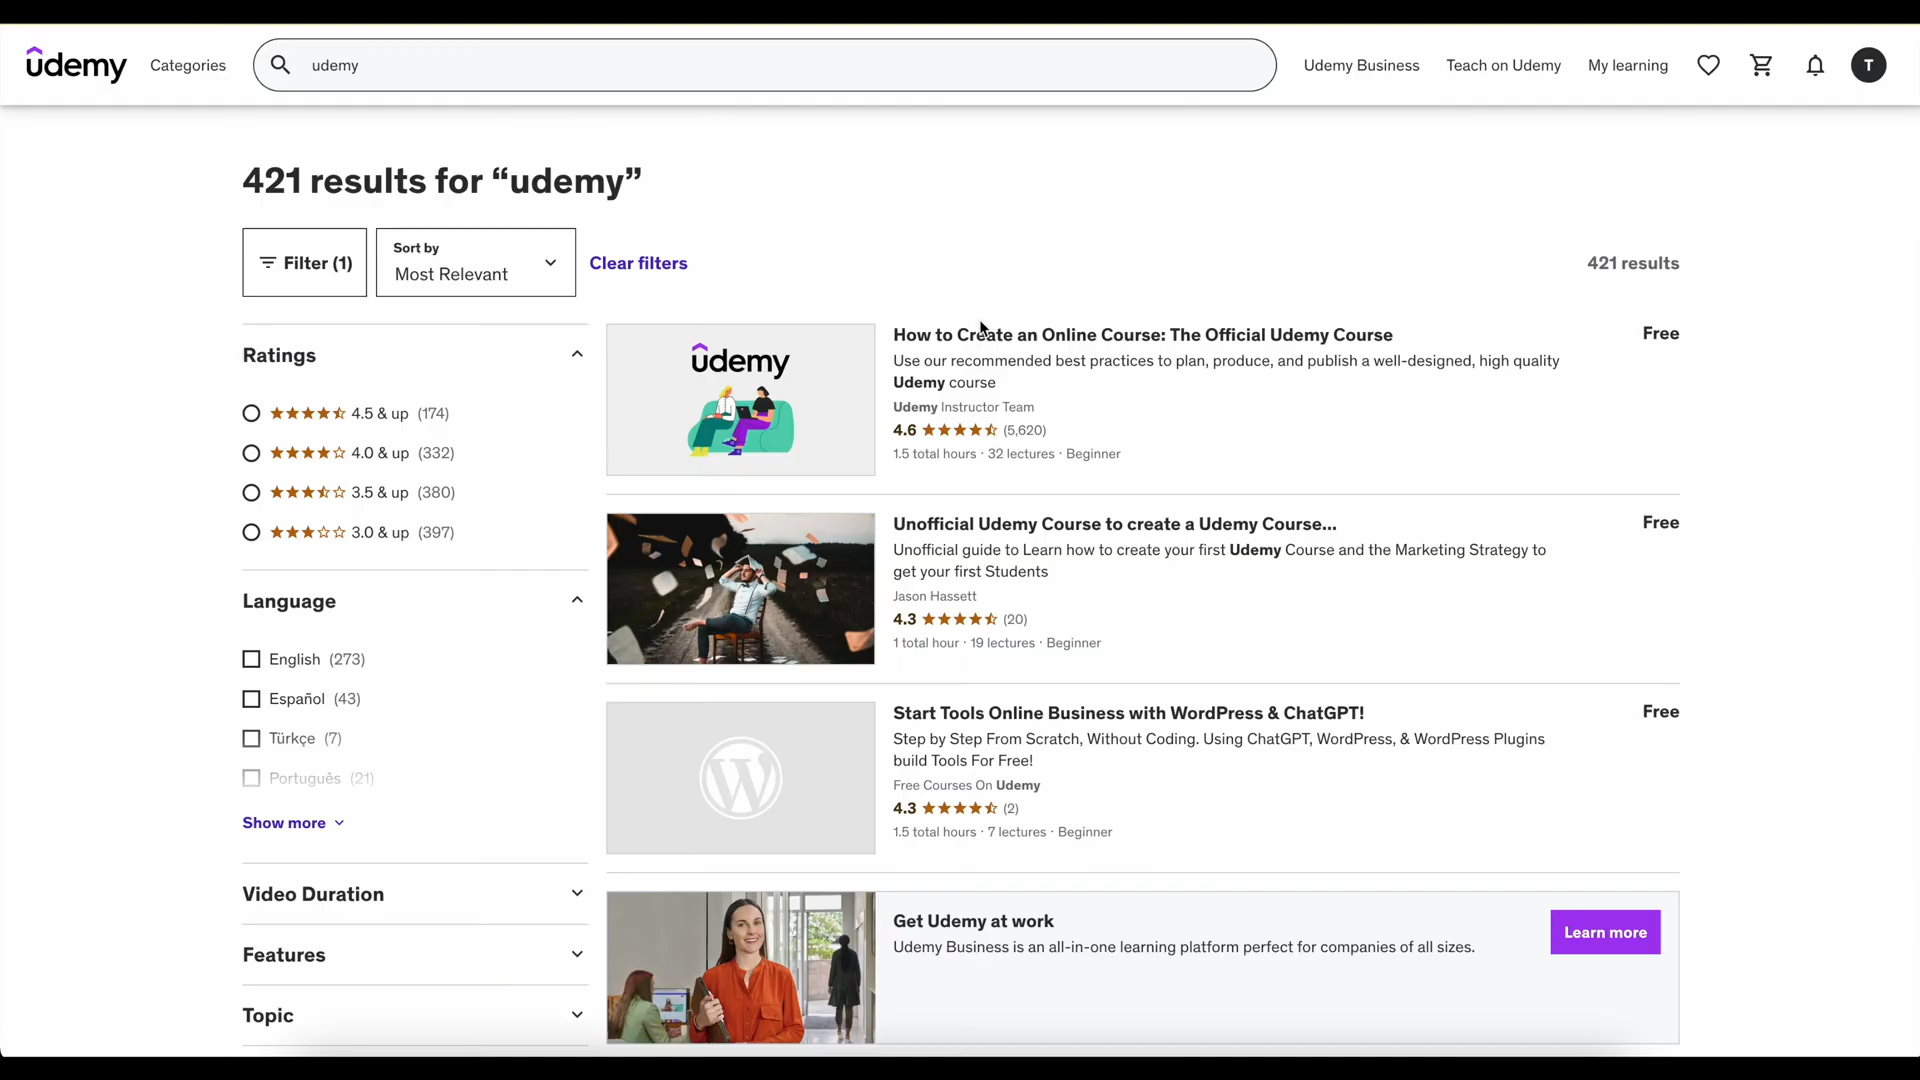 udemy
Categories
udemy
Udemy Business
Teach on Udemy
My learning
T
421 results for “udemy”
Filter (1)
Sort by
Most Relevant
Clear filters
421 results
Ratings
4.5 & up (174)
4.0 & up (332)
3.5 & up (380)
3.0 & up (397)
Language
English (273)
Español (43)
Türkçe (7)
Português (21)
Show more
Video Duration
Features
Topic
udemy
How to Create an Online Course: The Official Udemy Course
Free
Use our recommended best practices to plan, produce, and publish a well-designed, high quality
Udemy course
Udemy Instructor Team
4.6 (5,620)
1.5 total hours · 32 lectures · Beginner
Unofficial Udemy Course to create a Udemy Course...
Free
Unofficial guide to Learn how to create your first Udemy Course and the Marketing Strategy to
get your first Students
Jason Hassett
4.3 (20)
1 total hour · 19 lectures · Beginner
Start Tools Online Business with WordPress & ChatGPT!
Free
Step by Step From Scratch, Without Coding. Using ChatGPT, WordPress, & WordPress Plugins
build Tools For Free!
Free Courses On Udemy
4.3 (2)
1.5 total hours · 7 lectures · Beginner
Get Udemy at work
Udemy Business is an all-in-one learning platform perfect for companies of all sizes.
Learn more